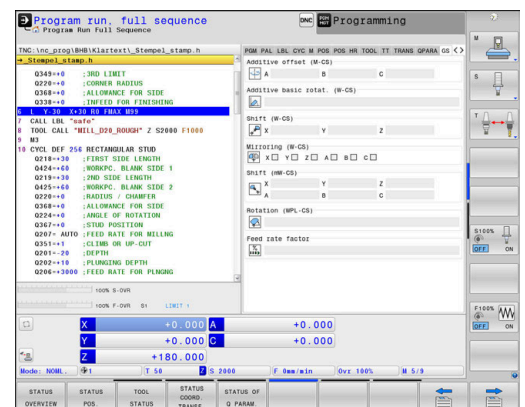 Program run, full sequence
Program Run Full Sequence
DNC
Programming
TNC:\nc_prog\BHB\Klartext\_Stempel_stamp.h
→_Stempel_stamp.h
Q349=+0 ;3RD LIMIT
Q220=+0 ;CORNER RADIUS
Q368=+0 ;ALLOWANCE FOR SIDE
Q338=+0 ;INFEED FOR FINISHING
6 L Y-30 X+30 R0 FMAX M99
7 CALL LBL "safe"
8 TOOL CALL "MILL_D20_ROUGH" Z S2000 F1000
9 M3
10 CYCL DEF 256 RECTANGULAR STUD
Q218=+30 ;FIRST SIDE LENGTH
Q424=+60 ;WORKPC. BLANK SIDE 1
Q219=+30 ;2ND SIDE LENGTH
Q425=+60 ;WORKPC. BLANK SIDE 2
Q220=+0 ;RADIUS / CHAMFER
Q368=+0 ;ALLOWANCE FOR SIDE
Q224=+0 ;ANGLE OF ROTATION
Q367=+0 ;STUD POSITION
Q207= AUTO ;FEED RATE FOR MILLNG
Q351=+1 ;CLIMB OR UP-CUT
Q201=-20 ;DEPTH
Q202=+10 ;PLUNGING DEPTH
Q206=+3000 ;FEED RATE FOR PLNGNG
100% S-OVR
100% F-OVR S1 LIMIT 1
PGM PAL LBL CYC M POS POS HR TOOL TT TRANS QPARA GS
Additive offset (M-CS)
A B C
Additive basic rotat. (W-CS)
Shift (W-CS)
X Y Z
Mirroring (W-CS)
X Y Z A B C
Shift (mW-CS)
X Y Z
A B C
Rotation (WPL-CS)
Feed rate factor
M
S
T
S100%
OFF ON
F100%
OFF ON
X +0.000 A +0.000
Y +0.000 C +0.000
Z +180.000
Mode: NOML. 1 T 50 Z S 2000 F 0mm/min Ovr 100% M 5/9
STATUS OVERVIEW
STATUS POS.
TOOL STATUS
STATUS COORD. TRANSF.
STATUS OF Q PARAM.